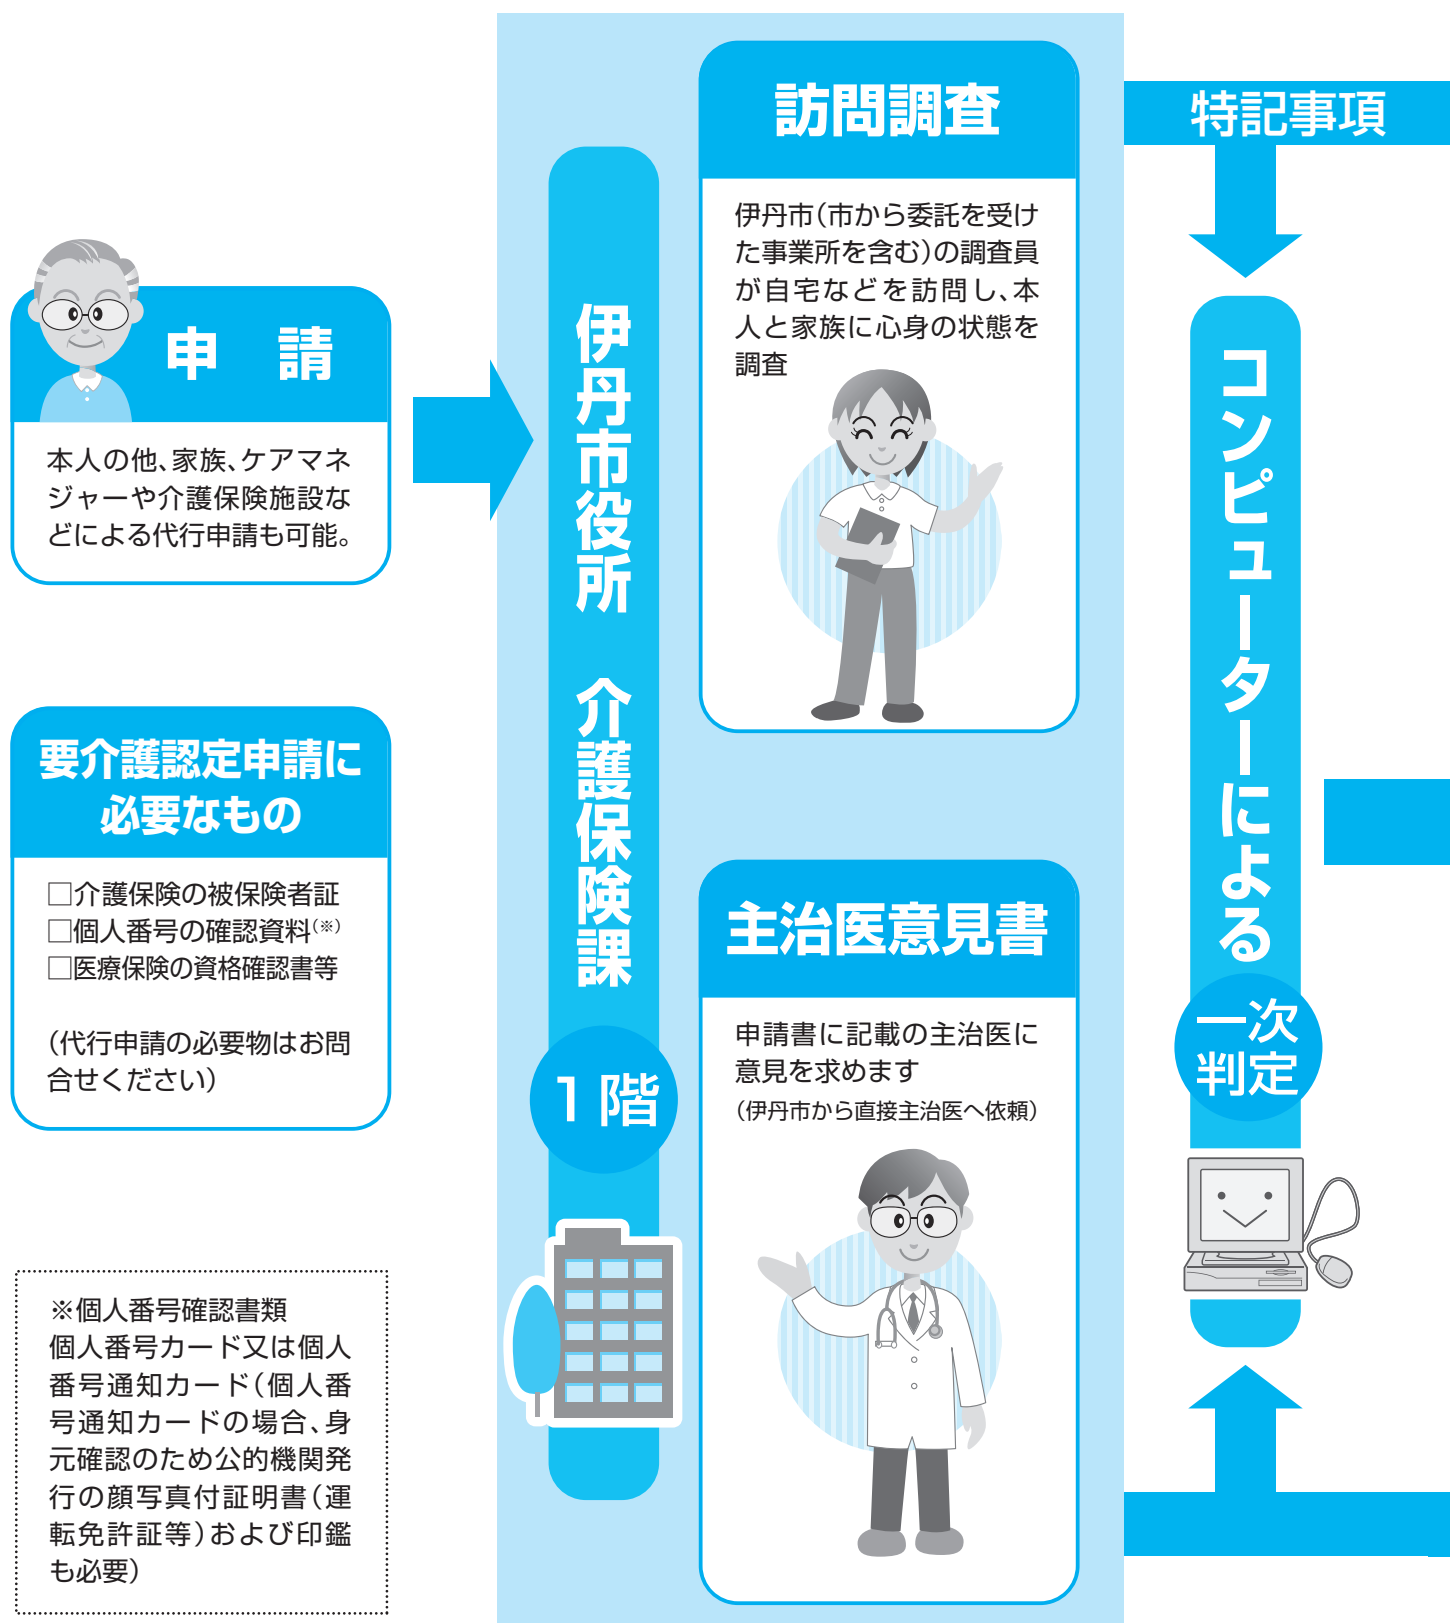 申　請
本人の他、家族、ケアマネ
ジャーや介護保険施設な
どによる代行申請も可能。
要介護認定申請に
必要なもの
□介護保険の被保険者証
□個人番号の確認資料(※)
□医療保険の資格確認書等
(代行申請の必要物はお問
合せください)
※個人番号確認書類
個人番号カード又は個人
番号通知カード(個人番
号通知カードの場合、身
元確認のため公的機関発
行の顔写真付証明書(運
転免許証等)および印鑑
も必要)
伊丹市役所　介護保険課
1階
訪問調査
伊丹市(市から委託を受け
た事業所を含む)の調査員
が自宅などを訪問し、本
人と家族に心身の状態を
調査
主治医意見書
申請書に記載の主治医に
意見を求めます
(伊丹市から直接主治医へ依頼)
特記事項
コンピューターによる
一次
判定